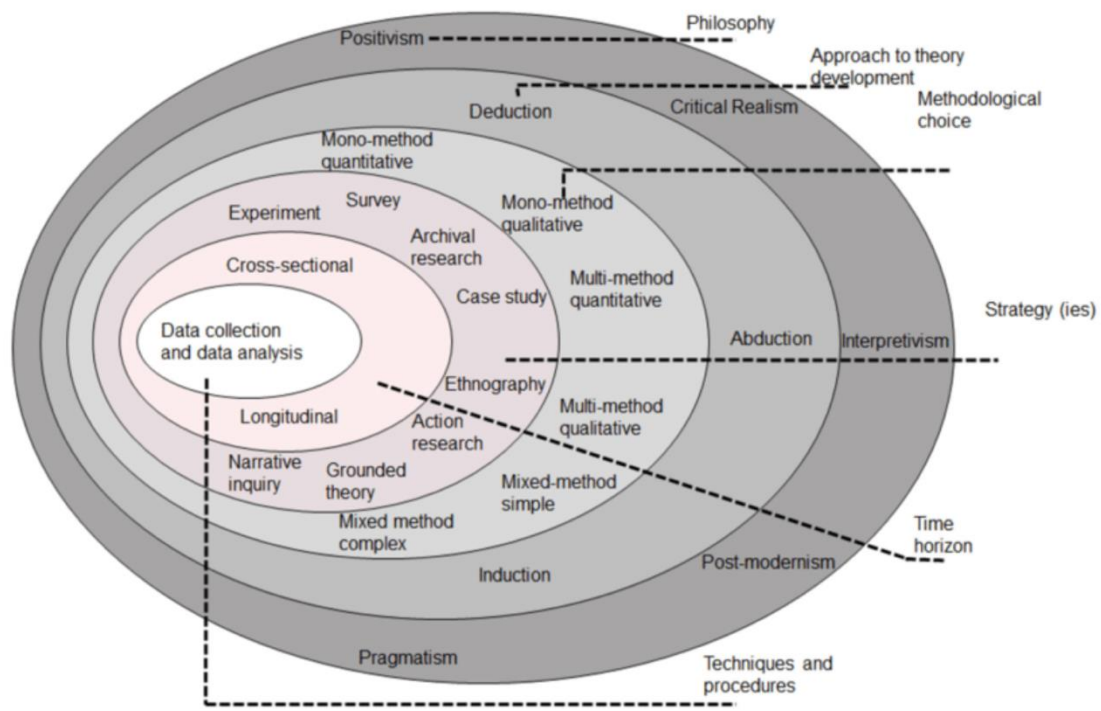 Philosophy
Positivism
Approach to theory
development
Critical Realism
Methodological
choice
Deduction
Mono-method
quantitative
Survey
Experiment
Mono-method
qualitative
Archival
research
Cross-sectional
Multi-method
quantitative
Case study
Strategy (ies)
Data collection
and data analysis
Abduction
Interpretivism
Ethnography
Longitudinal
Action
research
Multi-method
qualitative
Narrative
inquiry
Grounded
theory
Mixed-method
simple
Mixed method
complex
Time
horizon
Post-modernism
Induction
Pragmatism
Techniques and
procedures